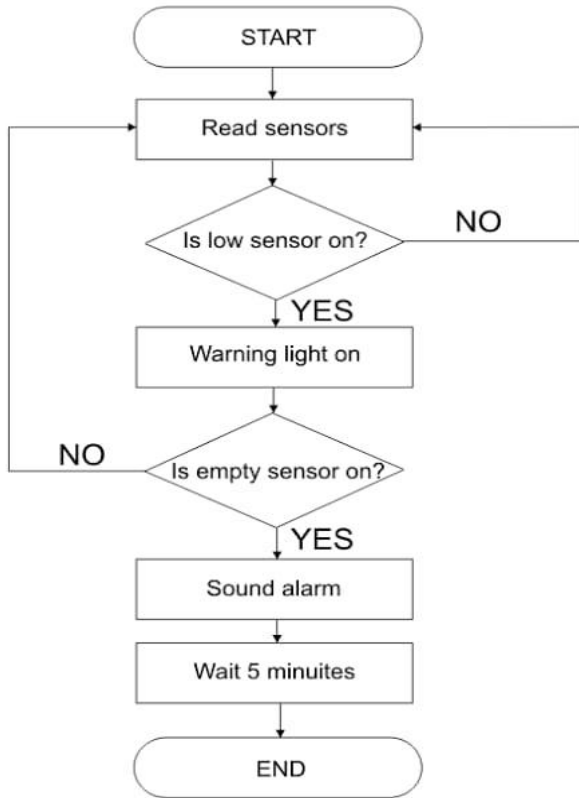 START
Read sensors
Is low sensor on?
NO
YES
Warning light on
Is empty sensor on?
NO
YES
Sound alarm
Wait 5 minuites
END